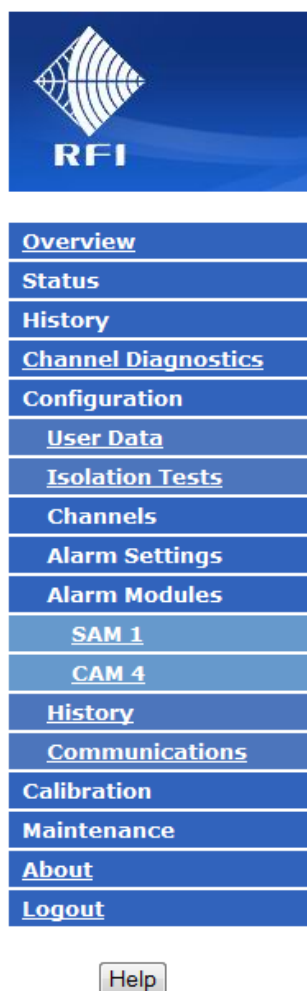 RFI
Overview
Status
History
Channel Diagnostics
Configuration
User Data
Isolation Tests
Channels
Alarm Settings
Alarm Modules
SAM 1
CAM 4
History
Communications
Calibration
Maintenance
About
Logout
Help